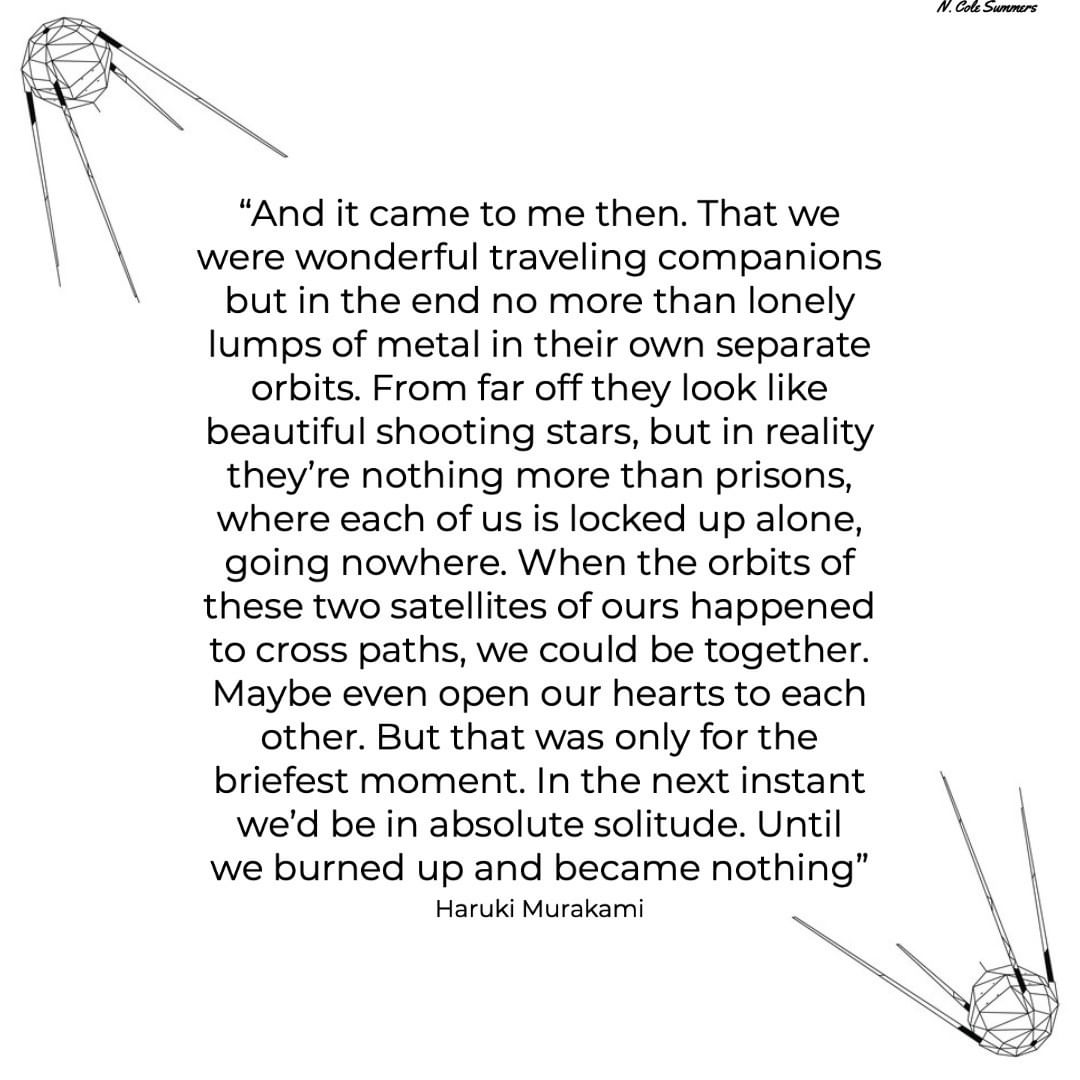 N. Cole Summers
“And it came to me then. That we
were wonderful traveling companions
but in the end no more than lonely
lumps of metal in their own separate
orbits. From far off they look like
beautiful shooting stars, but in reality
they’re nothing more than prisons,
where each of us is locked up alone,
going nowhere. When the orbits of
these two satellites of ours happened
to cross paths, we could be together.
Maybe even open our hearts to each
other. But that was only for the
briefest moment. In the next instant
we’d be in absolute solitude. Until
we burned up and became nothing”
Haruki Murakami